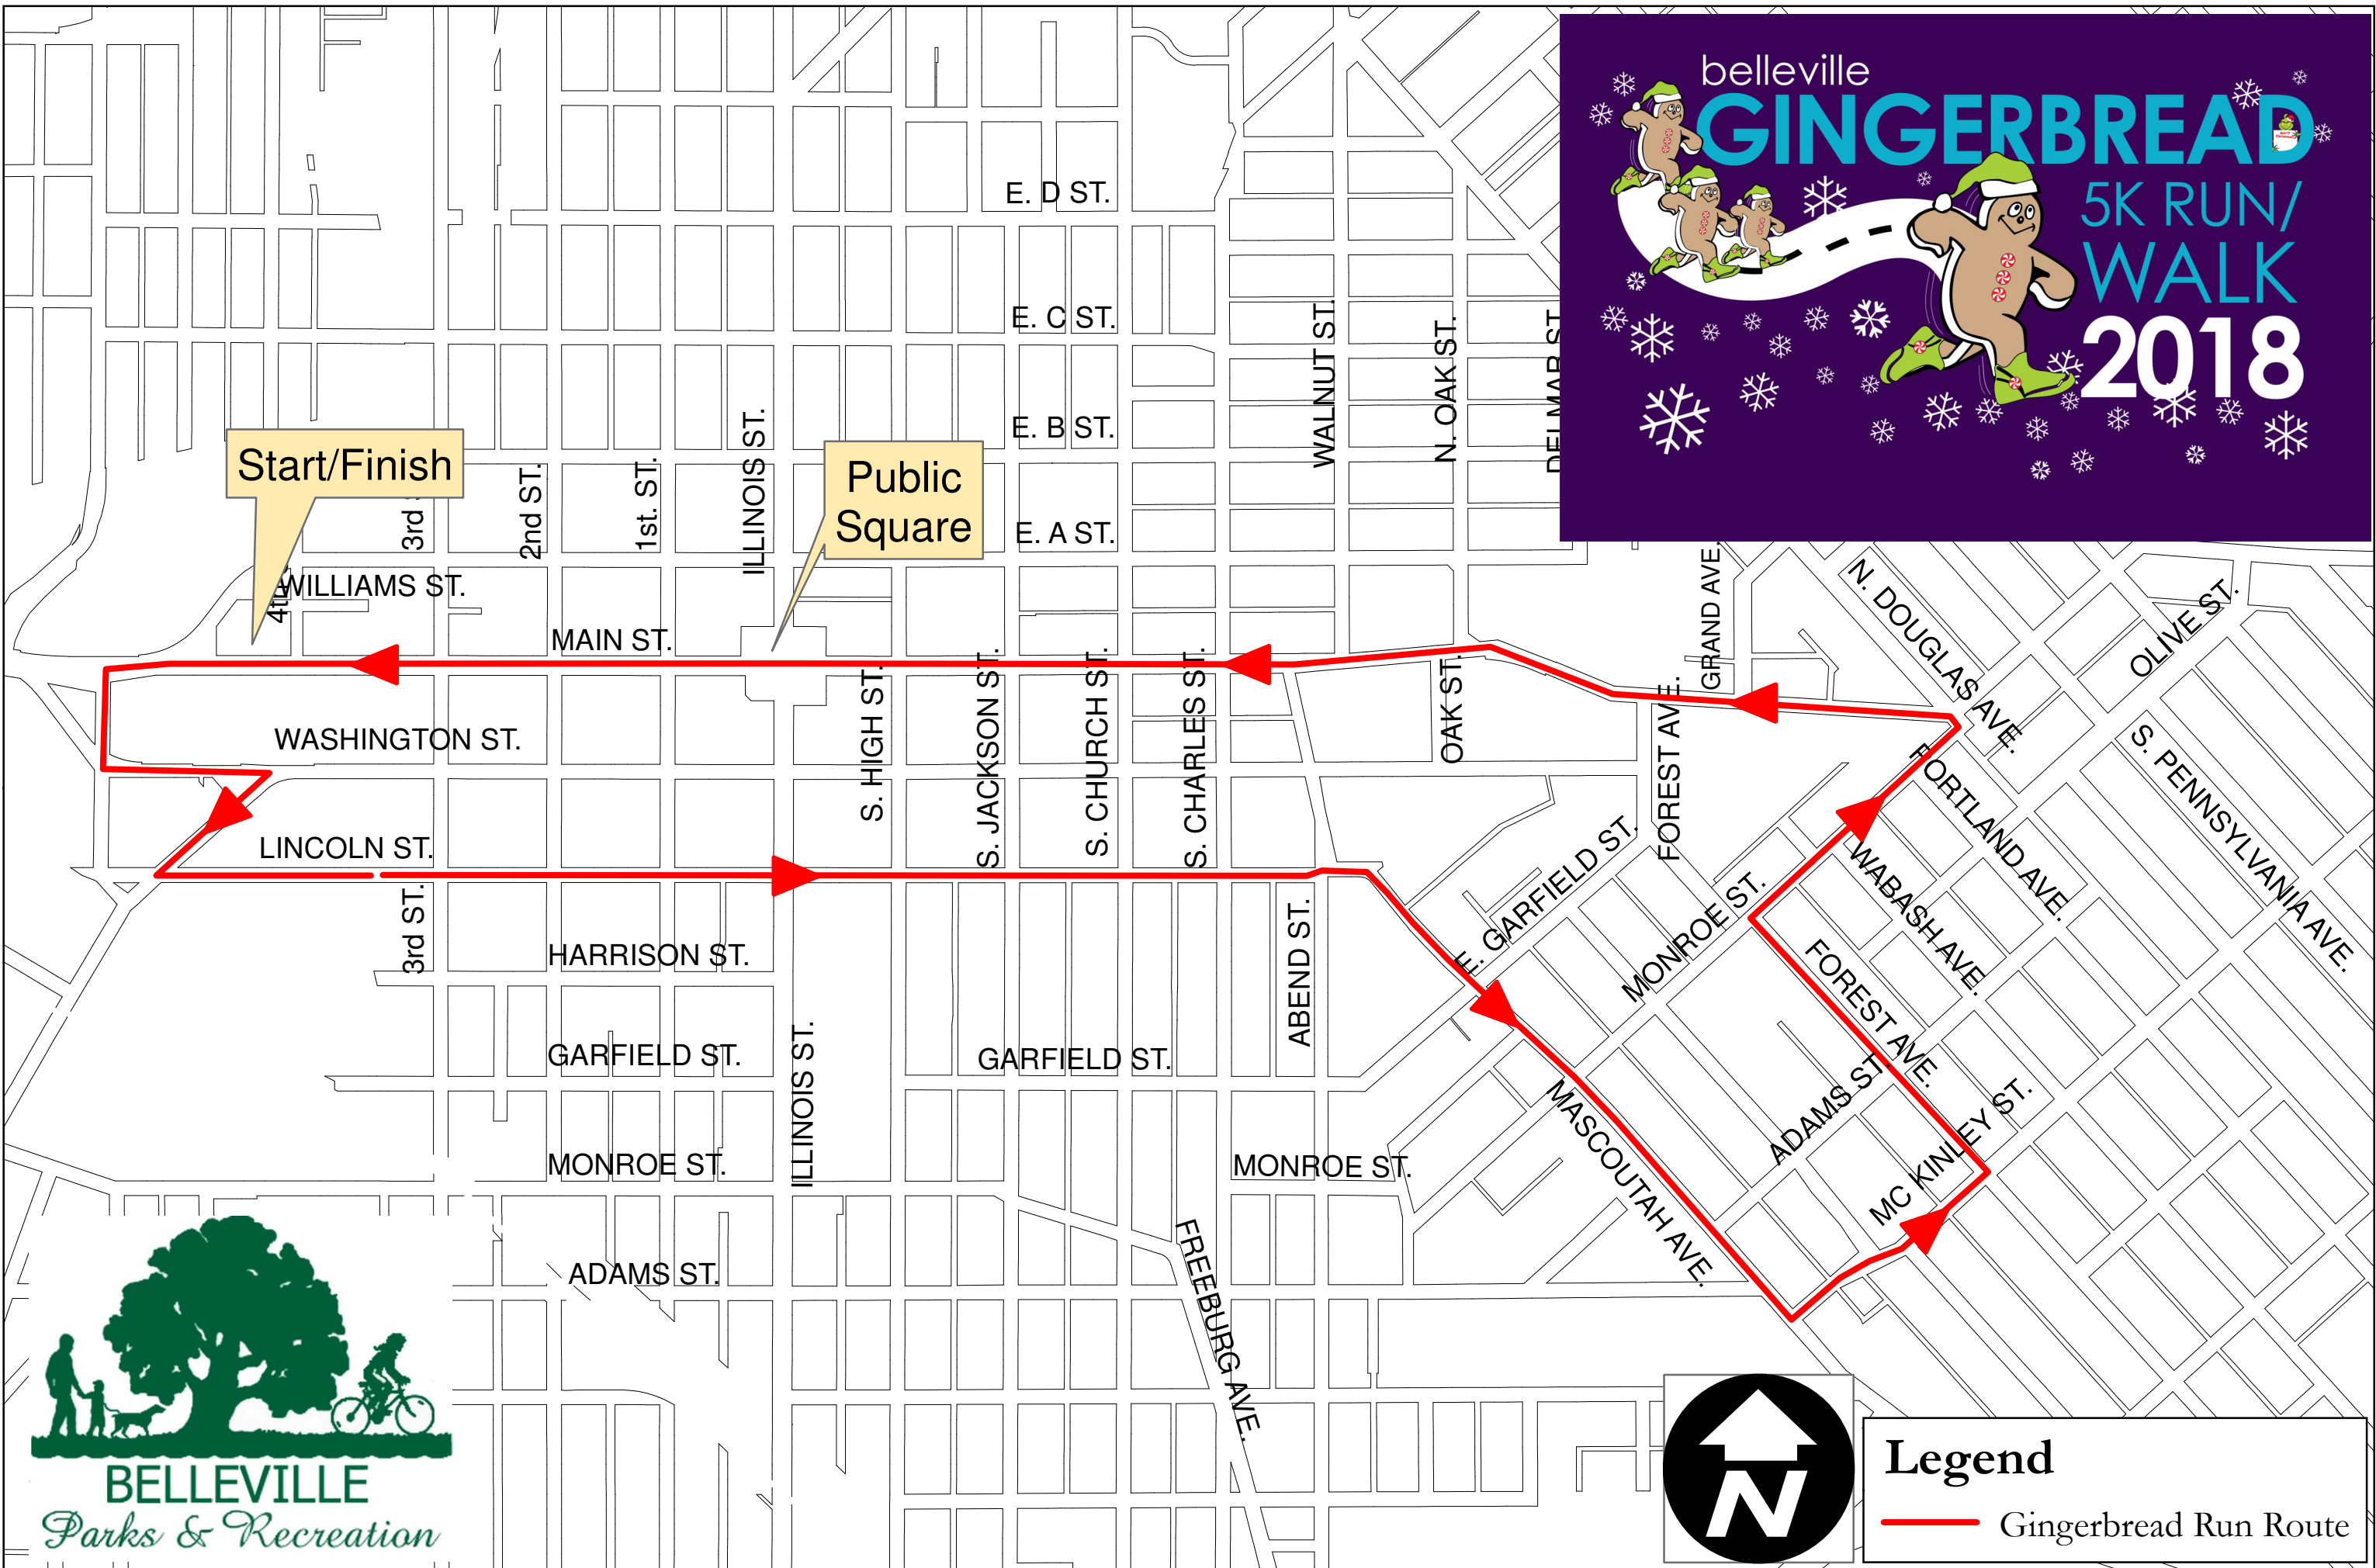 belleville
GINGERBREAD
5K RUN/
WALK
2018
E. D ST.
E. C ST.
E. B ST.
E. A ST.
WALNUT ST.
N. OAK ST.
DELMAR ST
Start/Finish
Public
Square
3rd
2nd ST.
1st. ST.
ILLINOIS ST.
WILLIAMS ST.
MAIN ST.
GRAND AVE.
N. DOUGLAS AVE.
OLIVE ST.
S. PENNSYLVANIA AVE.
WASHINGTON ST.
S. HIGH ST.
S. JACKSON ST.
S. CHURCH ST.
S. CHARLES ST.
OAK ST.
FOREST AVE.
PORTLAND AVE.
WABASH AVE.
LINCOLN ST.
3rd ST.
E. GARFIELD ST.
MONROE ST.
HARRISON ST.
ABEND ST.
FOREST AVE.
GARFIELD ST.
GARFIELD ST.
ILLINOIS ST.
MASCOUTAH AVE.
ADAMS ST
MC KINLEY ST.
MONROE ST.
MONROE ST.
ADAMS ST.
FREEBURG AVE.
BELLEVILLE
Parks & Recreation
N
Legend
Gingerbread Run Route